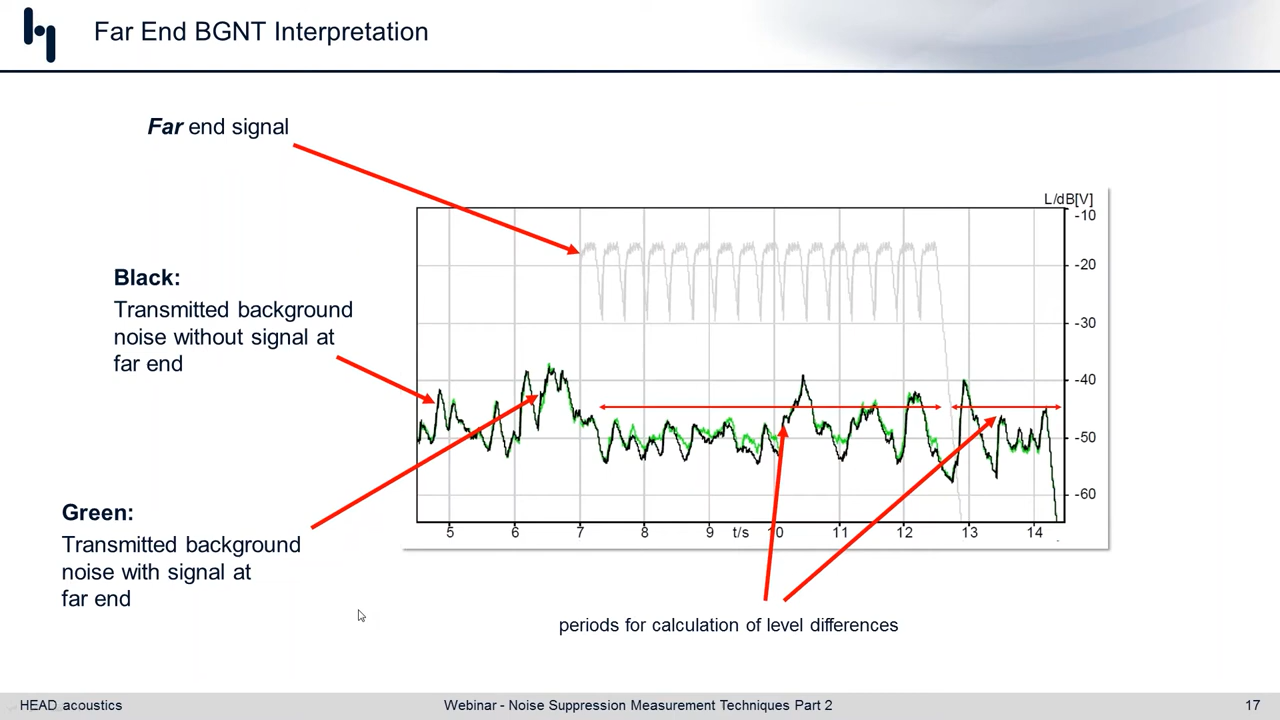 Far End BGNT Interpretation
Far end signal
L/dB[V]
-10
-20
-30
-40
-50
-60
Black:
Transmitted background
noise without signal at
far end
Green:
Transmitted background
noise with signal at
far end
5 6 7 8 9 t/s 10 11 12 13 14
periods for calculation of level differences
HEAD acoustics Webinar - Noise Suppression Measurement Techniques Part 2 17